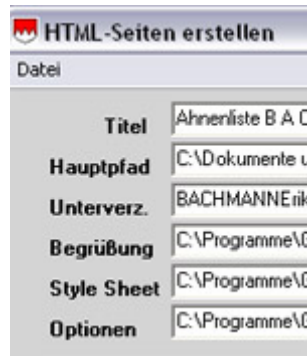 HTML-Seiten erstellen
Datei
Titel Ahnenliste B A
Hauptpfad C:\Dokumente
Unterverz. BACHMANNErik
Begrüßung C:\Programme\
Style Sheet C:\Programme\
Optionen C:\Programme\